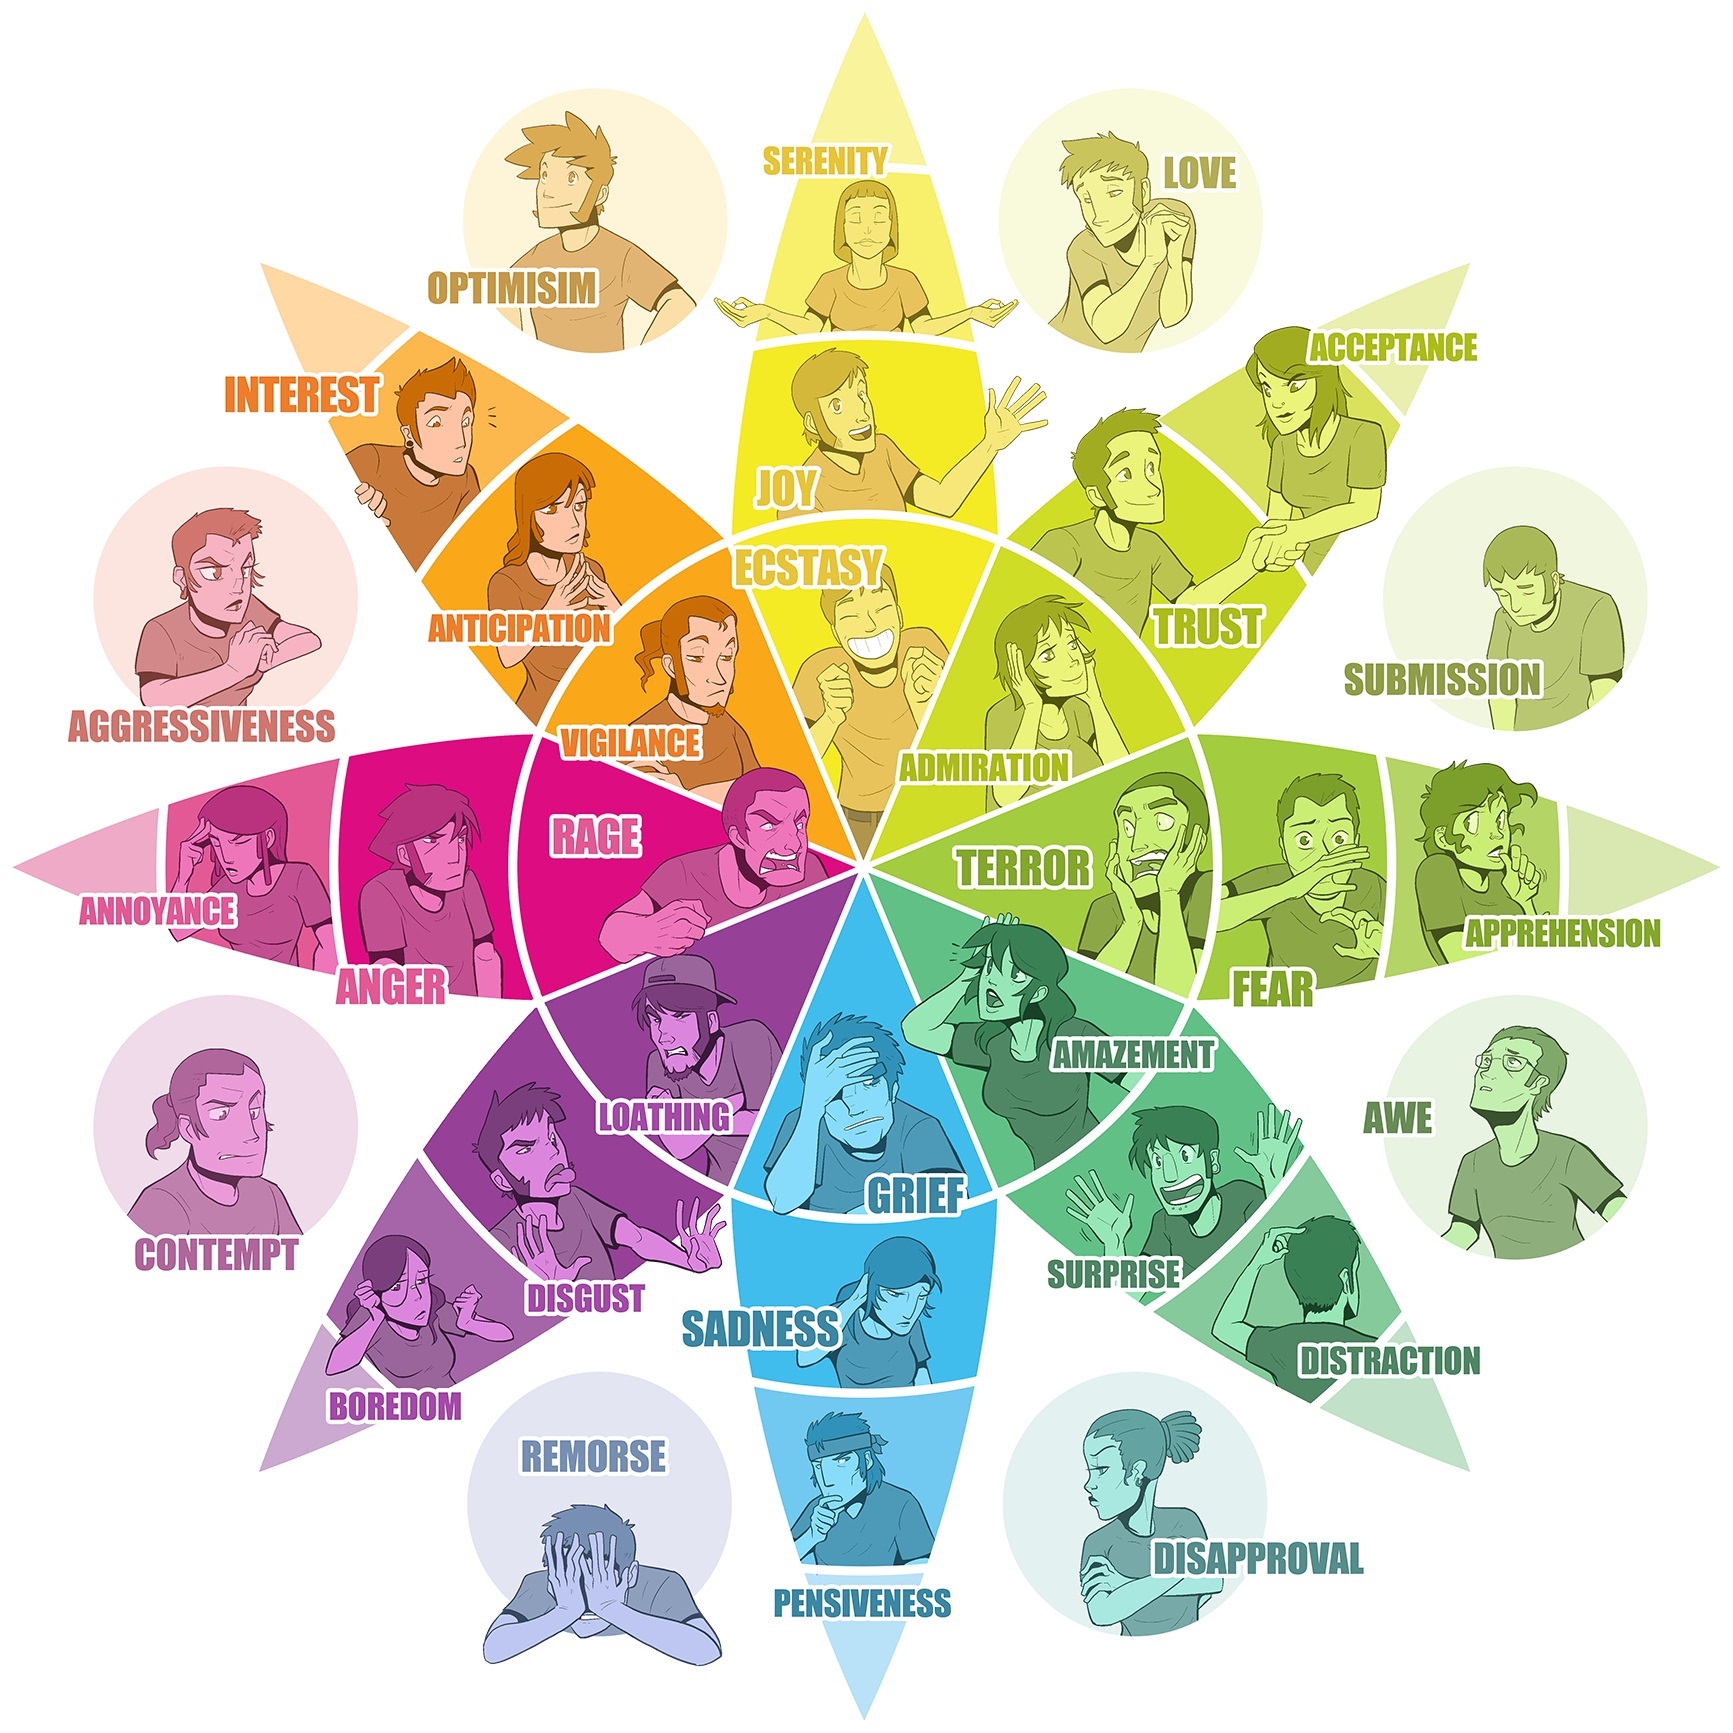 SERENITY
LOVE
OPTIMISIM
ACCEPTANCE
INTEREST
JOY
ECSTASY
ANTICIPATION
TRUST
SUBMISSION
AGGRESSIVENESS
VIGILANCE
ADMIRATION
RAGE
TERROR
ANNOYANCE
APPREHENSION
ANGER
FEAR
AMAZEMENT
LOATHING
AWE
GRIEF
CONTEMPT
SURPRISE
DISGUST
SADNESS
DISTRACTION
BOREDOM
REMORSE
DISAPPROVAL
PENSIVENESS